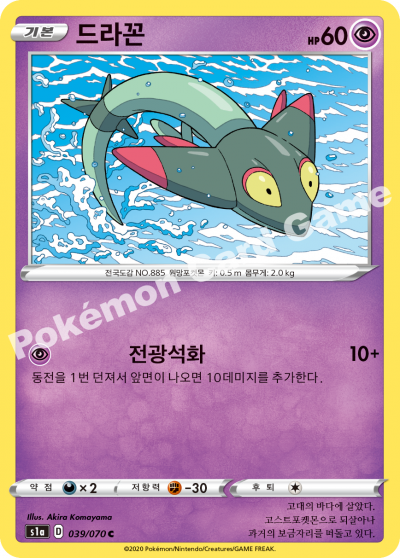 기본 드라꼰 HP60
전국도감 NO.885 원망포켓몬 키: 0.5 m 몸무게: 2.0 kg
전광석화 10+
동전을 1번 던져서 앞면이 나오면 10데미지를 추가한다.
약점 ×2 저항력 -30 후퇴
Illus. Akira Komayama
s1a D 039/070 C
고대의 바다에 살았다.
고스트포켓몬으로 되살아나
과거의 보금자리를 떠돌고 있다.
©2020 Pokémon/Nintendo/Creatures/GAME FREAK.
Pokémon Card Game